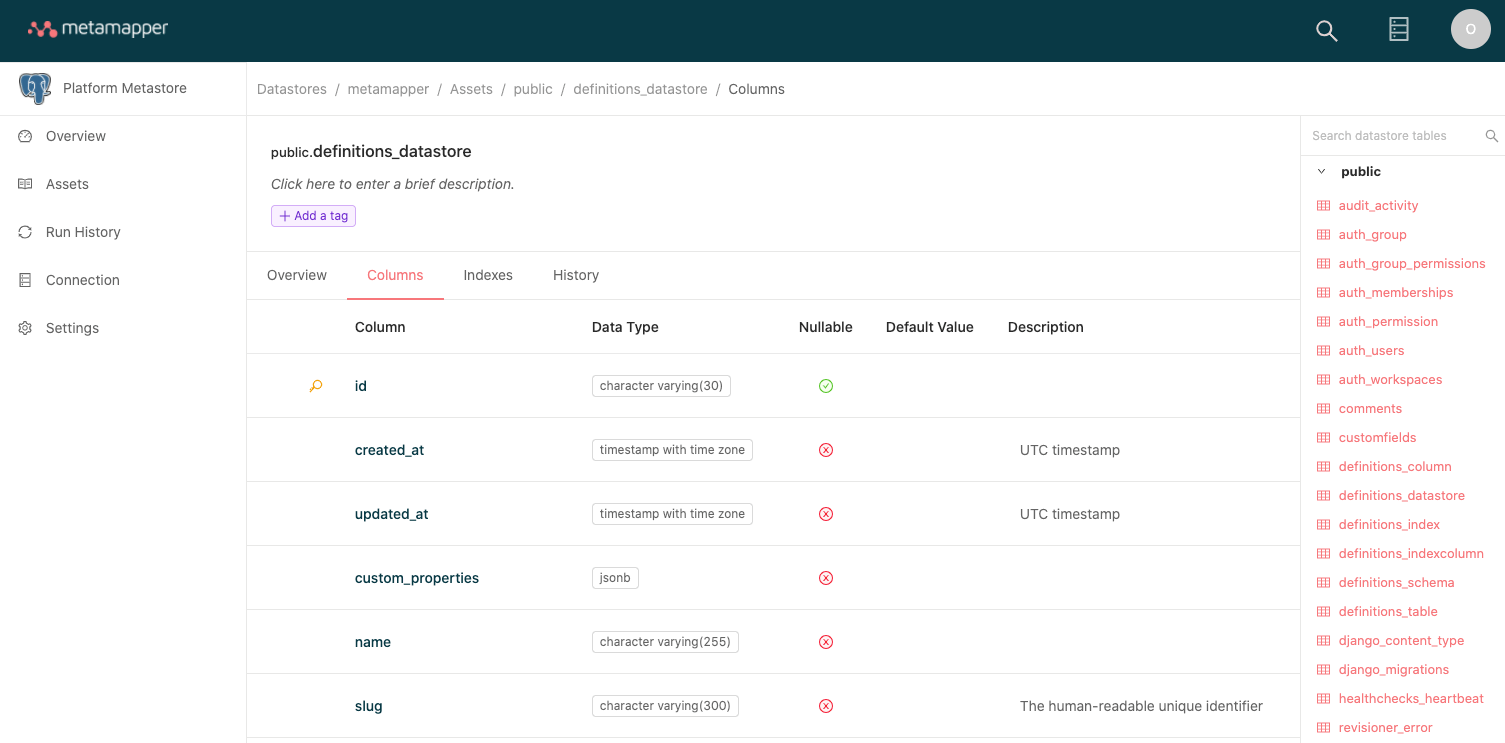 metamapper
O
Platform Metastore
Overview
Assets
Run History
Connection
Settings
Datastores / metamapper / Assets / public / definitions_datastore / Columns
public.definitions_datastore
Click here to enter a brief description.
+ Add a tag
Overview Columns Indexes History
Column Data Type Nullable Default Value Description
id character varying(30)
created_at timestamp with time zone UTC timestamp
updated_at timestamp with time zone UTC timestamp
custom_properties jsonb
name character varying(255)
slug character varying(300) The human-readable unique identifier
Search datastore tables
public
audit_activity
auth_group
auth_group_permissions
auth_memberships
auth_permission
auth_users
auth_workspaces
comments
customfields
definitions_column
definitions_datastore
definitions_index
definitions_indexcolumn
definitions_schema
definitions_table
django_content_type
django_migrations
healthchecks_heartbeat
revisioner_error